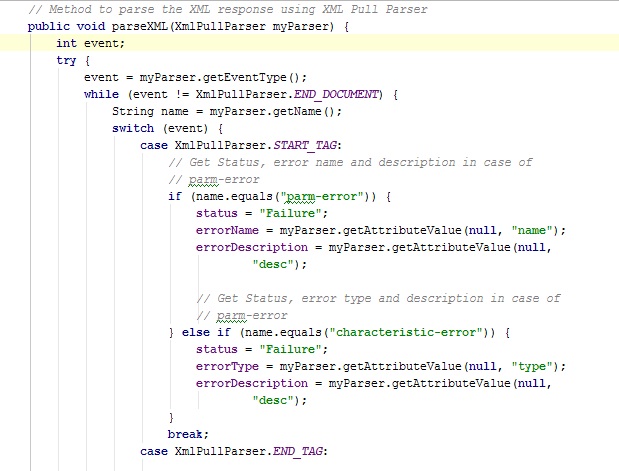 // Method to parse the XML response using XML Pull Parser
public void parseXML(XmlPullParser myParser) {
    int event;
    try {
        event = myParser.getEventType();
        while (event != XmlPullParser.END_DOCUMENT) {
            String name = myParser.getName();
            switch (event) {
                case XmlPullParser.START_TAG:
                    // Get Status, error name and description in case of
                    // parm-error
                    if (name.equals("parm-error")) {
                        status = "Failure";
                        errorName = myParser.getAttributeValue(null, "name");
                        errorDescription = myParser.getAttributeValue(null,
                                "desc");

                        // Get Status, error type and description in case of
                        // parm-error
                    } else if (name.equals("characteristic-error")) {
                        status = "Failure";
                        errorType = myParser.getAttributeValue(null, "type");
                        errorDescription = myParser.getAttributeValue(null,
                                "desc");
                    }
                    break;
                case XmlPullParser.END_TAG: